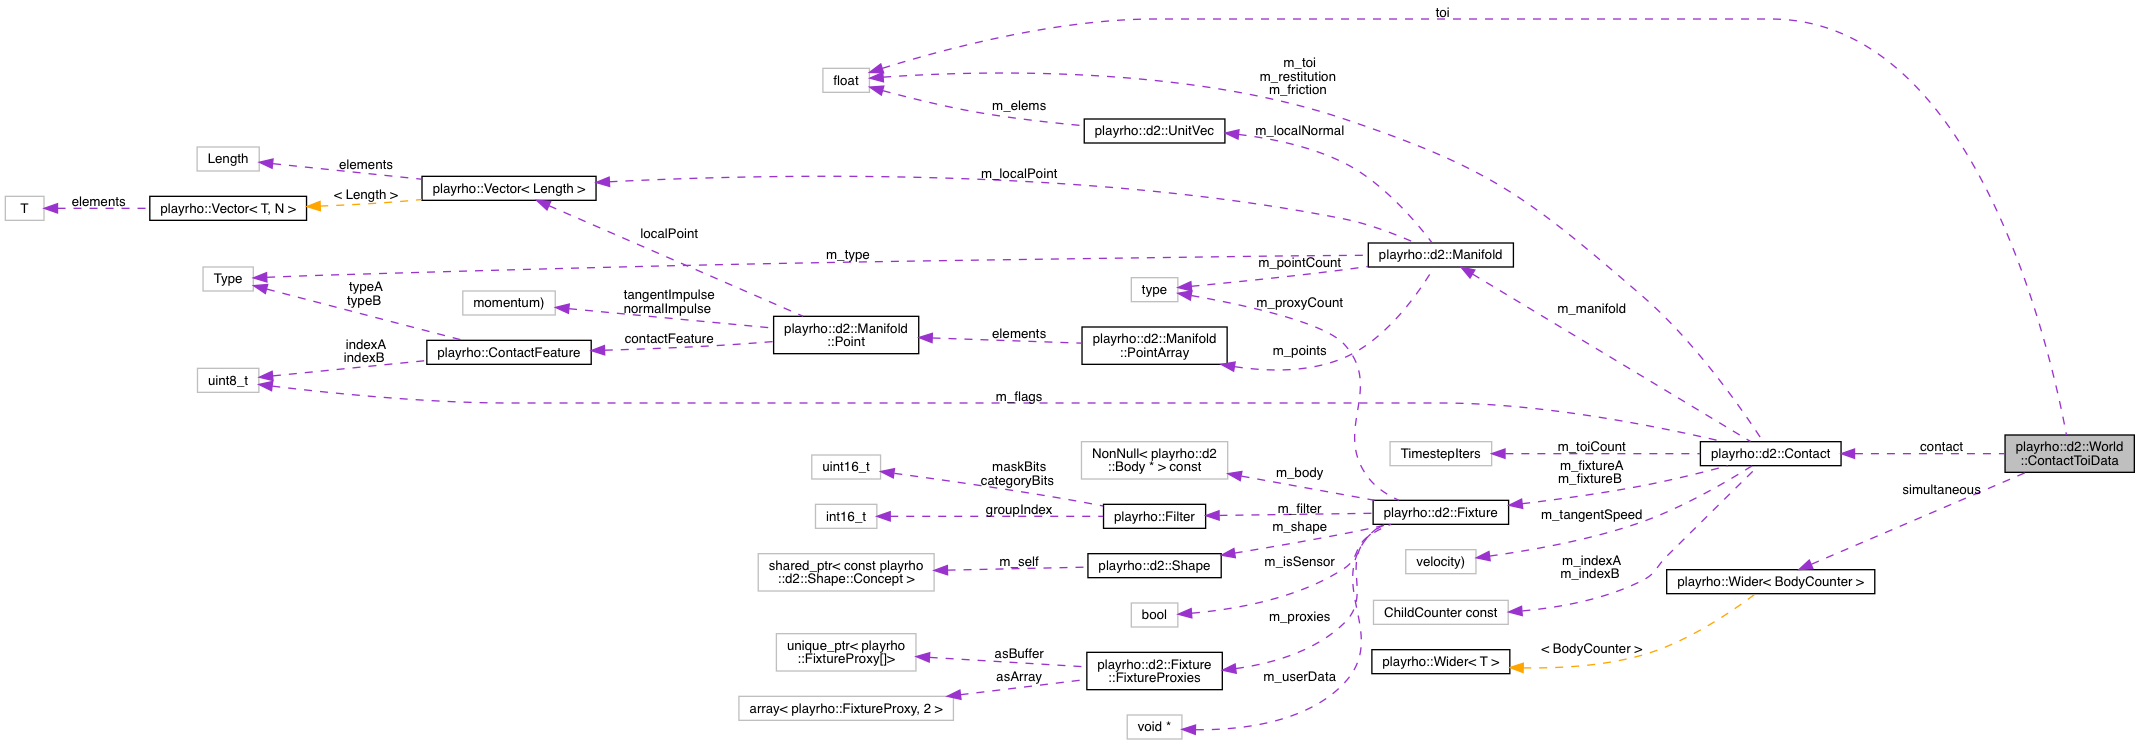 toi
m_toi
m_restitution
m_friction
float
m_elems
playrho::d2::UnitVec
m_localNormal
Length
elements
playrho::Vector< Length >
m_localPoint
T
elements
playrho::Vector< T, N >
< Length >
localPoint
m_type
playrho::d2::Manifold
Type
typeA
typeB
momentum)
tangentImpulse
normalImpulse
type
m_pointCount
m_proxyCount
m_manifold
playrho::d2::Manifold
::Point
elements
playrho::d2::Manifold
::PointArray
m_points
indexA
indexB
playrho::ContactFeature
contactFeature
uint8_t
m_flags
uint16_t
maskBits
categoryBits
NonNull< playrho::d2
::Body * > const
m_body
TimestepIters
m_toiCount
m_fixtureA
m_fixtureB
playrho::d2::Contact
contact
playrho::d2::World
::ContactToiData
simultaneous
int16_t
groupIndex
playrho::Filter
m_filter
playrho::d2::Fixture
m_tangentSpeed
m_shape
shared_ptr< const playrho
::d2::Shape::Concept >
m_self
playrho::d2::Shape
m_isSensor
velocity)
m_indexA
m_indexB
playrho::Wider< BodyCounter >
bool
m_proxies
ChildCounter const
unique_ptr< playrho
::FixtureProxy[]>
asBuffer
playrho::d2::Fixture
::FixtureProxies
playrho::Wider< T >
< BodyCounter >
asArray
m_userData
array< playrho::FixtureProxy, 2 >
void *